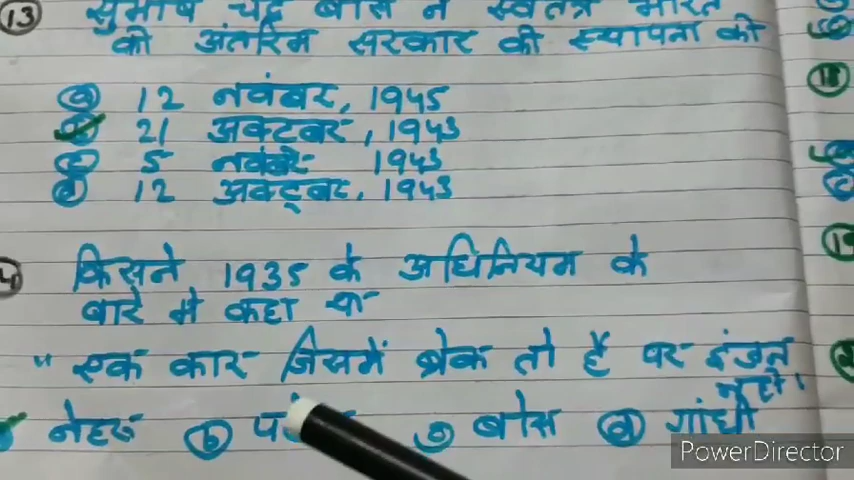 13 सुभाष चंद्र बोस ने स्वतंत्र भारत
की अंतरिम सरकार की स्थापना की
a 12 नवंबर, 1945
21 अक्टूबर, 1943
c 5 नवंबर 1943
d 12 अक्टूबर, 1943
किसने 1935 के अधिनियम के
बारे में कहा था
" एक कार जिसमें ब्रेक तो है पर इंजन
नहीं।
नेहरू b c बोस d गांधी
PowerDirector